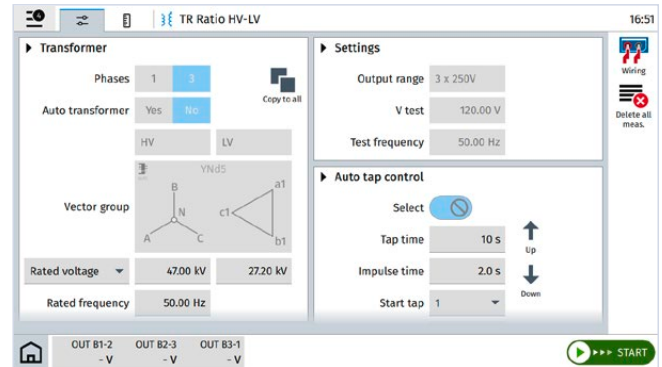 TR Ratio HV-LV
16:51
Transformer
Phases 1 3
Copy to all
Auto transformer Yes No
HV LV
YNd5
Vector group
B
N
A C
a1
c1
b1
Rated voltage 47.00 kV 27.20 kV
Rated frequency 50.00 Hz
Settings
Output range 3 x 250V
V test 120.00 V
Test frequency 50.00 Hz
Auto tap control
Select
Tap time 10 s
Up
Impulse time 2.0 s
Down
Start tap 1
Wiring
Delete all
meas.
OUT B1-2 OUT B2-3 OUT B3-1
- V - V - V
START